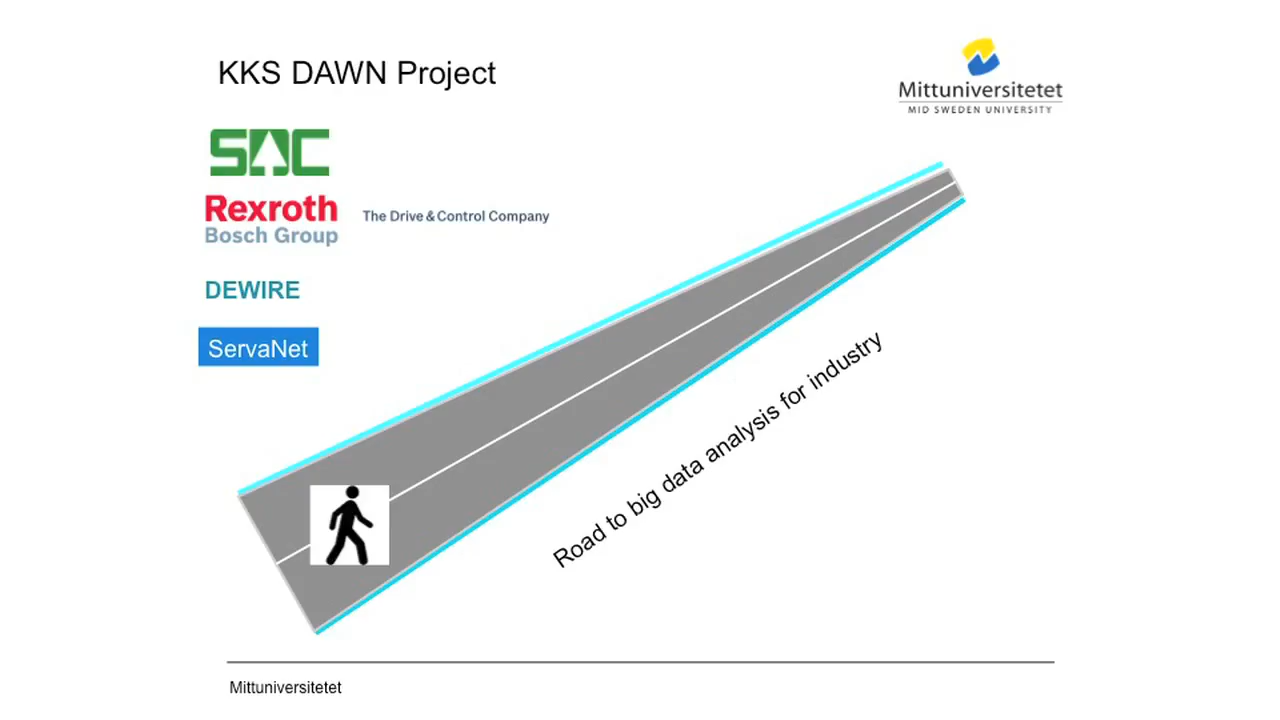 KKS DAWN Project
Mittuniversitetet
MID SWEDEN UNIVERSITY
SAC
Rexroth
Bosch Group
The Drive & Control Company
DEWIRE
ServaNet
Road to big data analysis for industry
Mittuniversitetet